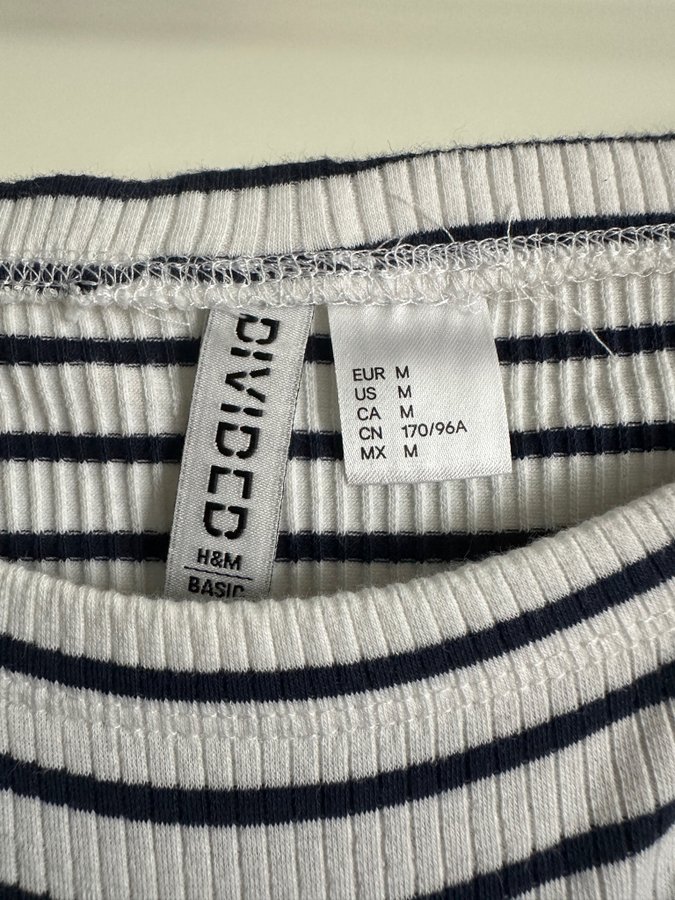 DIVIDED
H&M
BASIC
EUR M
US M
CA M
CN 170/96A
MX M